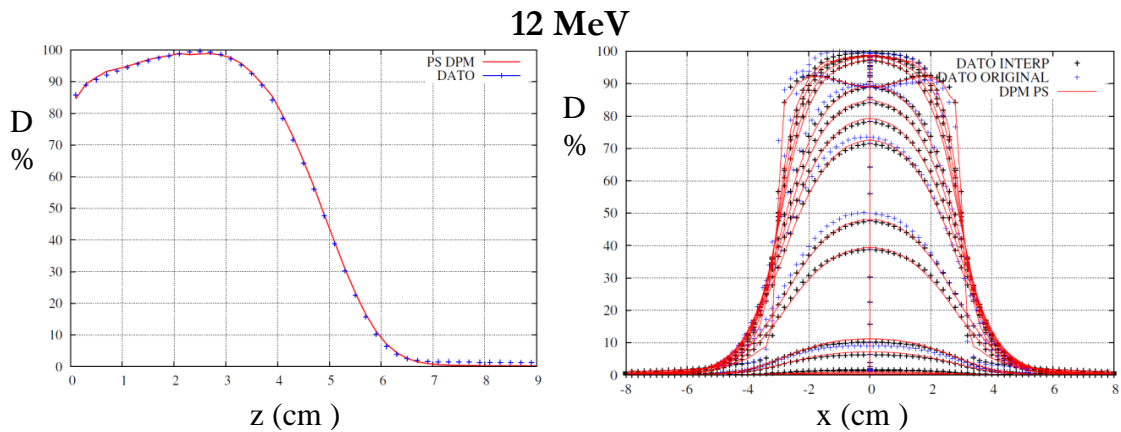 12 MeV
D
%
100
90
80
70
60
50
40
30
20
10
0
PS DPM
DATO
0 1 2 3 4 5 6 7 8 9
z (cm )
D
%
100
90
80
70
60
50
40
30
20
10
0
DATO INTERP
DATO ORIGINAL
DPM PS
-8 -6 -4 -2 0 2 4 6 8
x (cm )